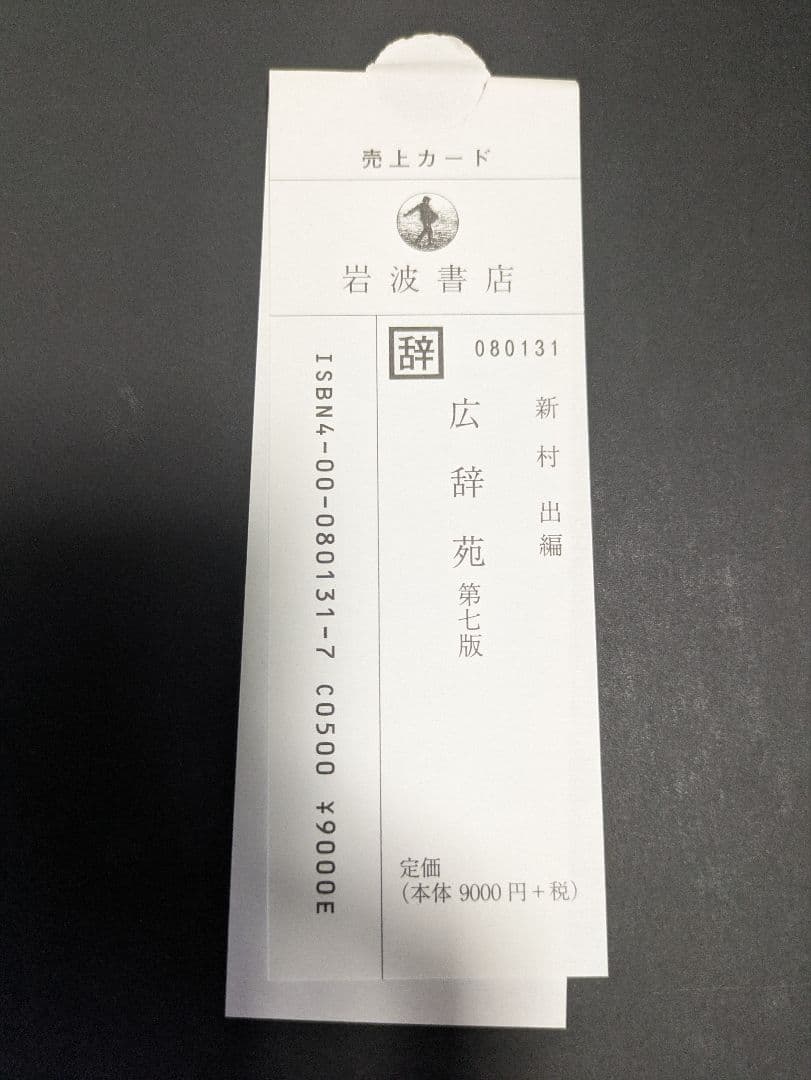 売上カード
岩波書店
辞
080131
新村出編
広辞苑 第七版
ISBN4-00-080131-7 C0500 ¥9000E
定価
(本体 9000 円+税)